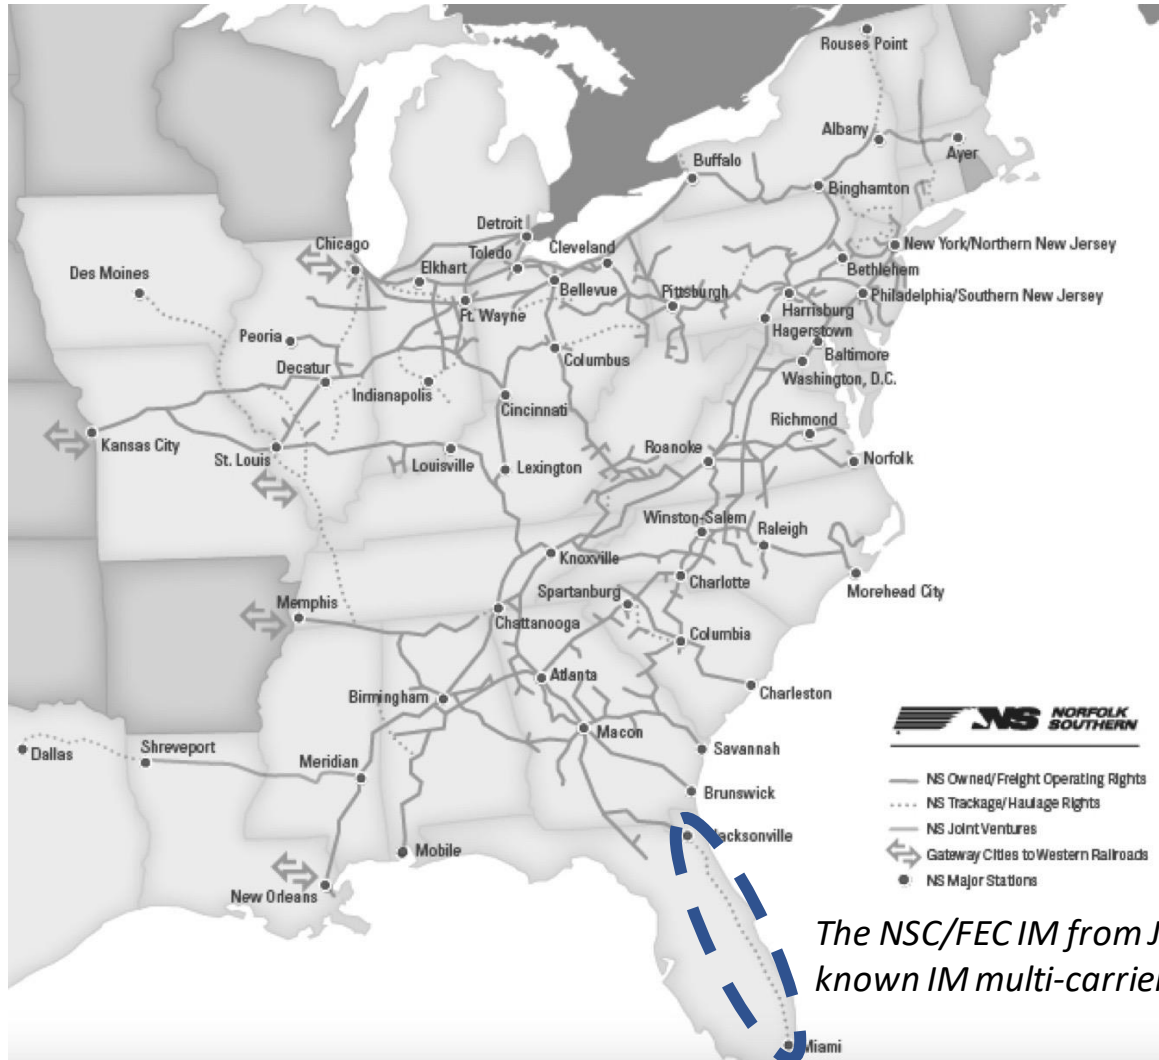 Rouses Point
Albany
Ayer
Buffalo
Binghamton
Detroit
Chicago
Toledo
Cleveland
New York/Northern New Jersey
Des Moines
Elkhart
Bethlehem
Bellevue
Pittsburgh
Philadelphia/Southern New Jersey
Ft. Wayne
Harrisburg
Hagerstown
Peoria
Columbus
Baltimore
Decatur
Washington, D.C.
Indianapolis
Cincinnati
Richmond
Kansas City
Roanoke
St. Louis
Louisville
Lexington
Norfolk
Winston-Salem
Raleigh
Knoxville
Charlotte
Spartanburg
Morehead City
Memphis
Chattanooga
Columbia
Atlanta
Birmingham
Charleston
NS NORFOLK
SOUTHERN
Macon
Dallas
Shreveport
Meridian
Savannah
NS Owned/Freight Operating Rights
Brunswick
NS Trackage/Haulage Rights
NS Joint Ventures
acksonville
Mobile
Gateway Cities to Western Railroads
New Orleans
NS Major Stations
The NSC/FEC IM from J
known IM multi-carrier
Miami